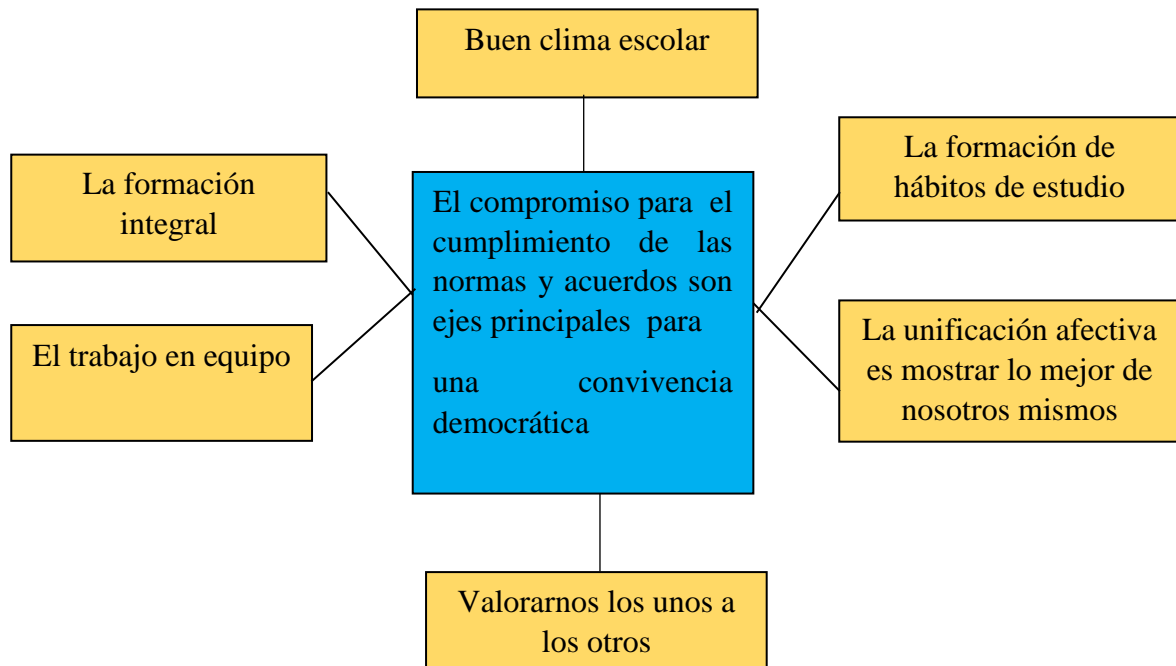 Buen clima escolar
La formación
integral
El trabajo en equipo
El compromiso para el
cumplimiento de las
normas y acuerdos son
ejes principales para
una convivencia
democrática
La formación de
hábitos de estudio
La unificación afectiva
es mostrar lo mejor de
nosotros mismos
Valorarnos los unos a
los otros